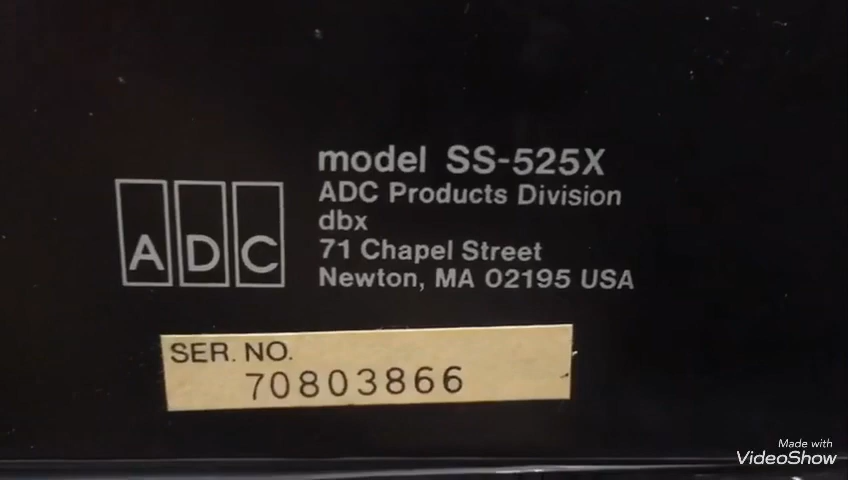 model SS-525X
ADC Products Division
dbx
71 Chapel Street
Newton, MA 02195 USA
ADC
SER. NO.
70803866
Made with
VideoShow